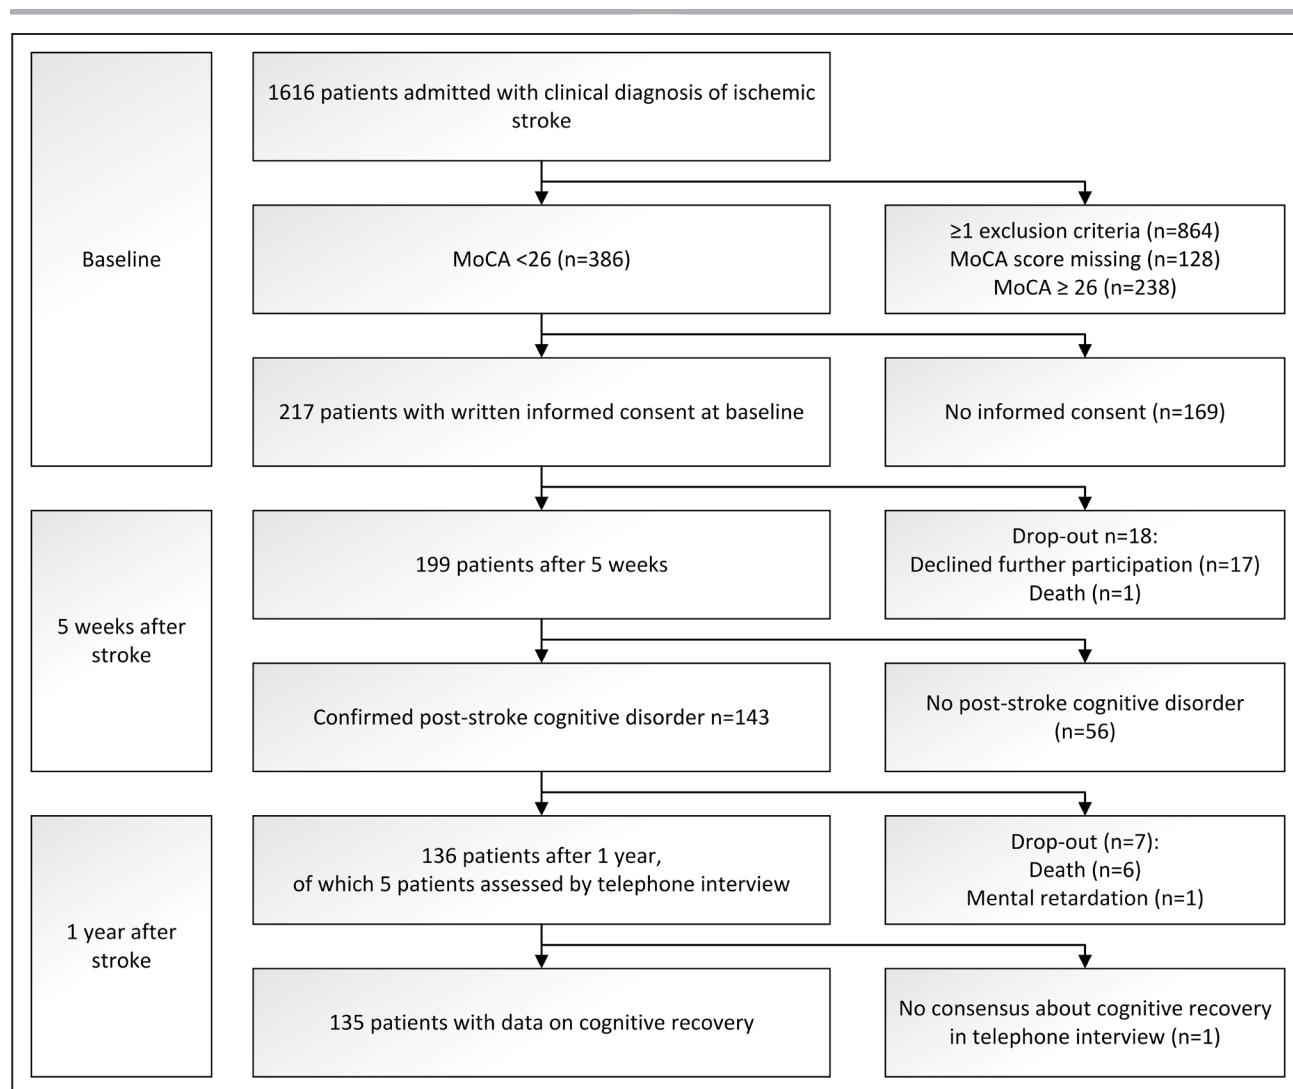 Baseline
1616 patients admitted with clinical diagnosis of ischemic
stroke
MoCA <26 (n=386)
≥1 exclusion criteria (n=864)
MoCA score missing (n=128)
MoCA ≥ 26 (n=238)
217 patients with written informed consent at baseline
No informed consent (n=169)
5 weeks after
stroke
199 patients after 5 weeks
Drop-out n=18:
Declined further participation (n=17)
Death (n=1)
Confirmed post-stroke cognitive disorder n=143
No post-stroke cognitive disorder
(n=56)
1 year after
stroke
136 patients after 1 year,
of which 5 patients assessed by telephone interview
Drop-out (n=7):
Death (n=6)
Mental retardation (n=1)
135 patients with data on cognitive recovery
No consensus about cognitive recovery
in telephone interview (n=1)